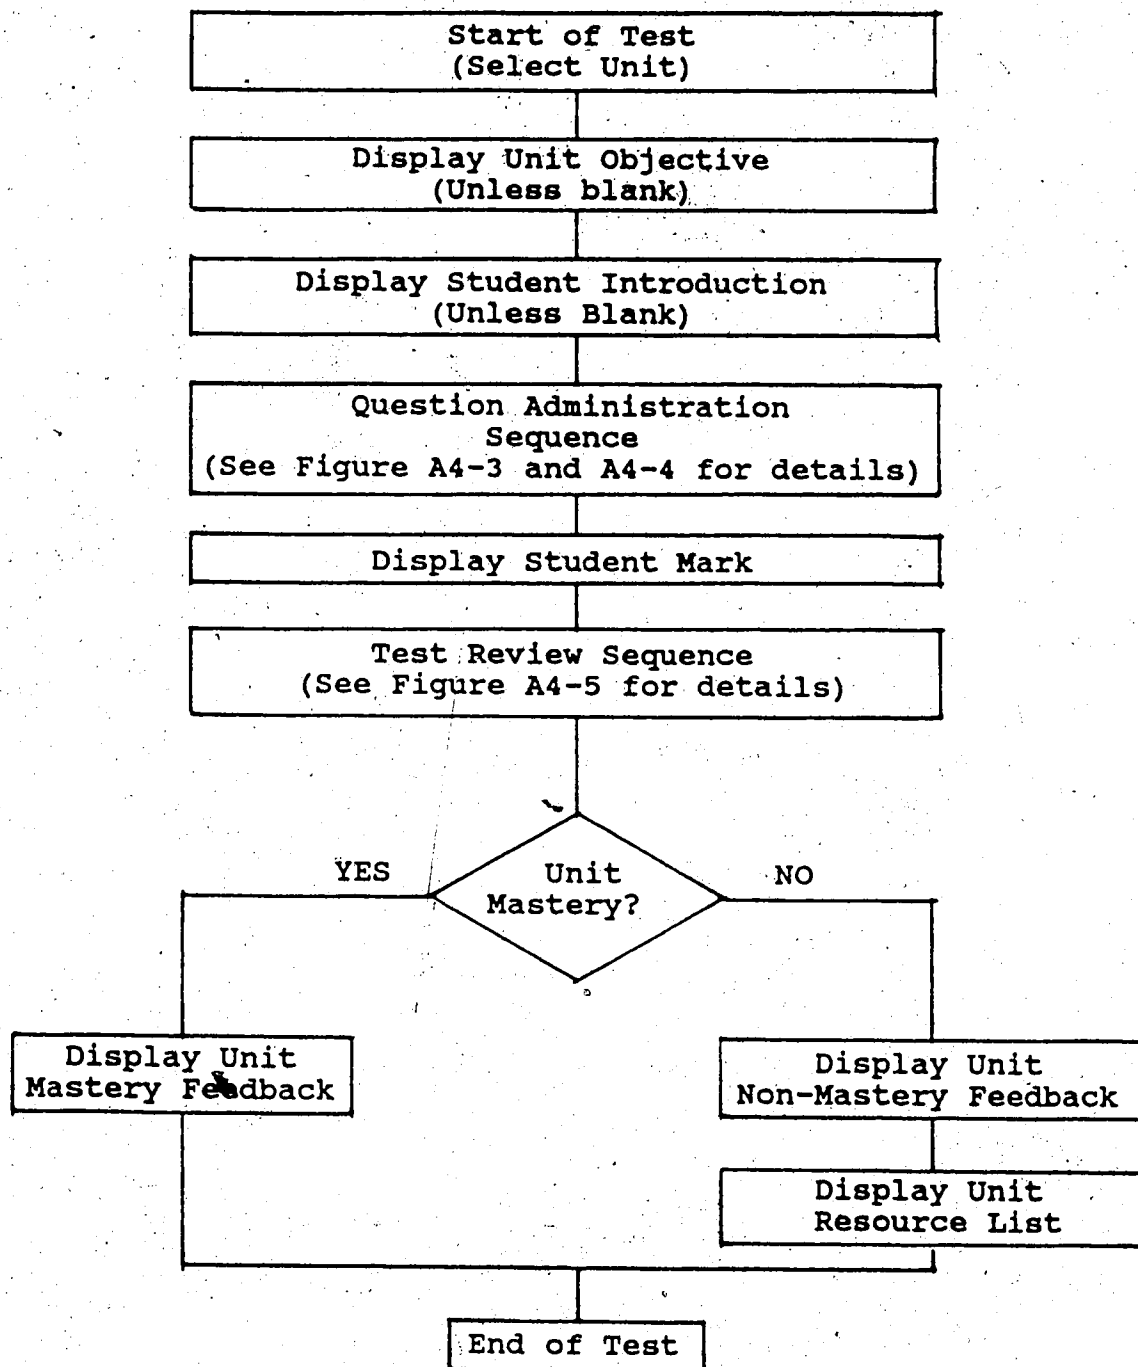 Start of Test
(Select Unit)
Display Unit Objective
(Unless blank)
Display Student Introduction
(Unless Blank)
Question Administration
Sequence
(See Figure A4-3 and A4-4 for details)
Display Student Mark
Test Review Sequence
(See Figure A4-5 for details)
Unit
Mastery?
YES
NO
Display Unit
Mastery Feedback
Display Unit
Non-Mastery Feedback
Display Unit
Resource List
End of Test